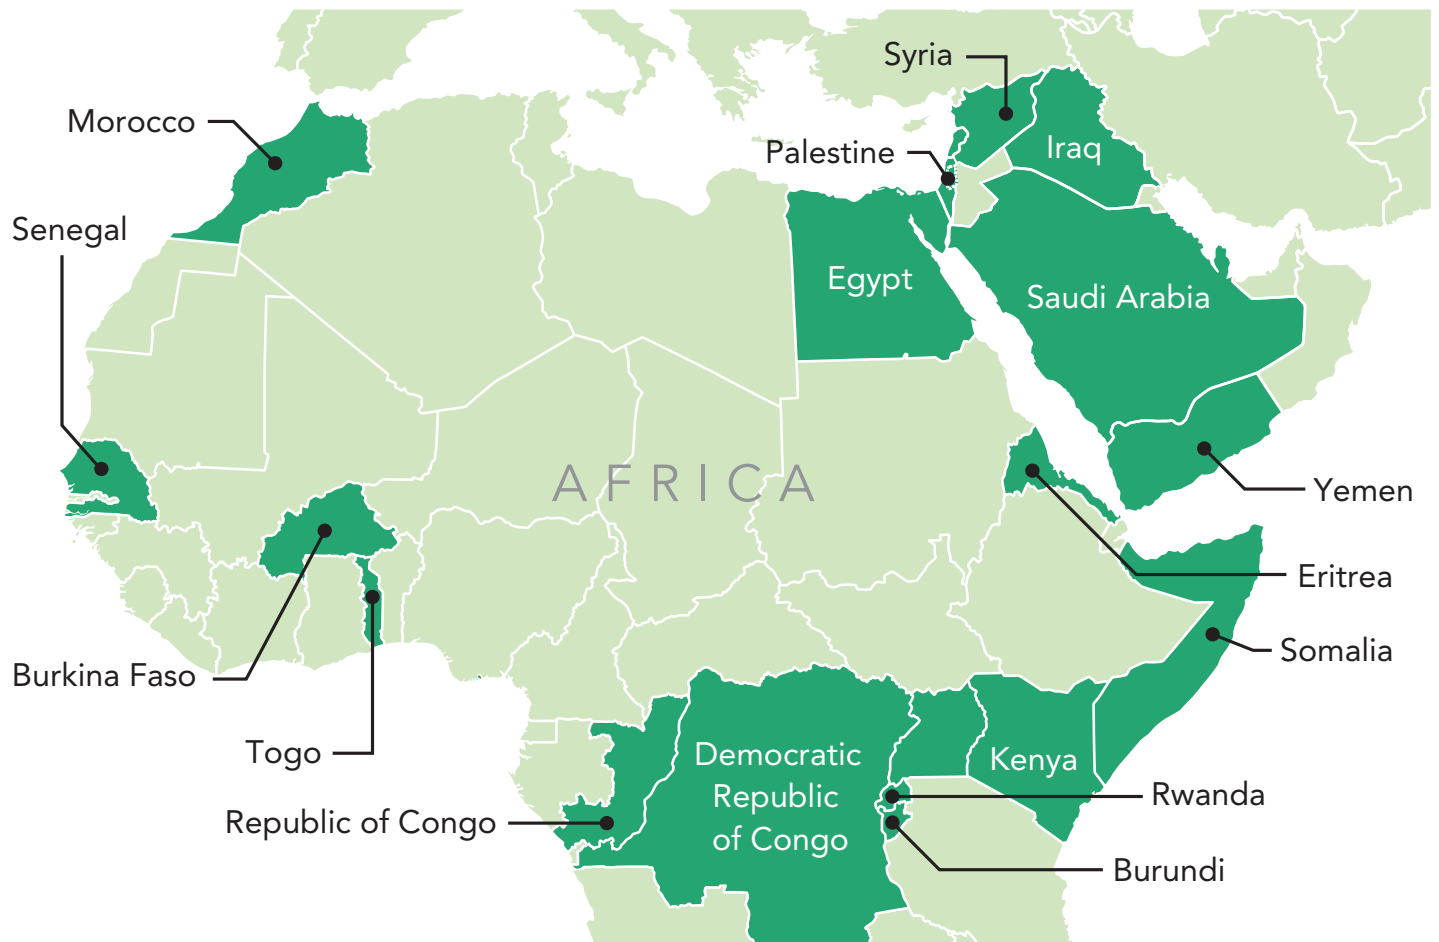 Syria
Morocco
Palestine
Iraq
Senegal
Egypt
Saudi Arabia
AFRICA
Yemen
Eritrea
Somalia
Burkina Faso
Togo
Democratic
Republic
of Congo
Kenya
Rwanda
Republic of Congo
Burundi